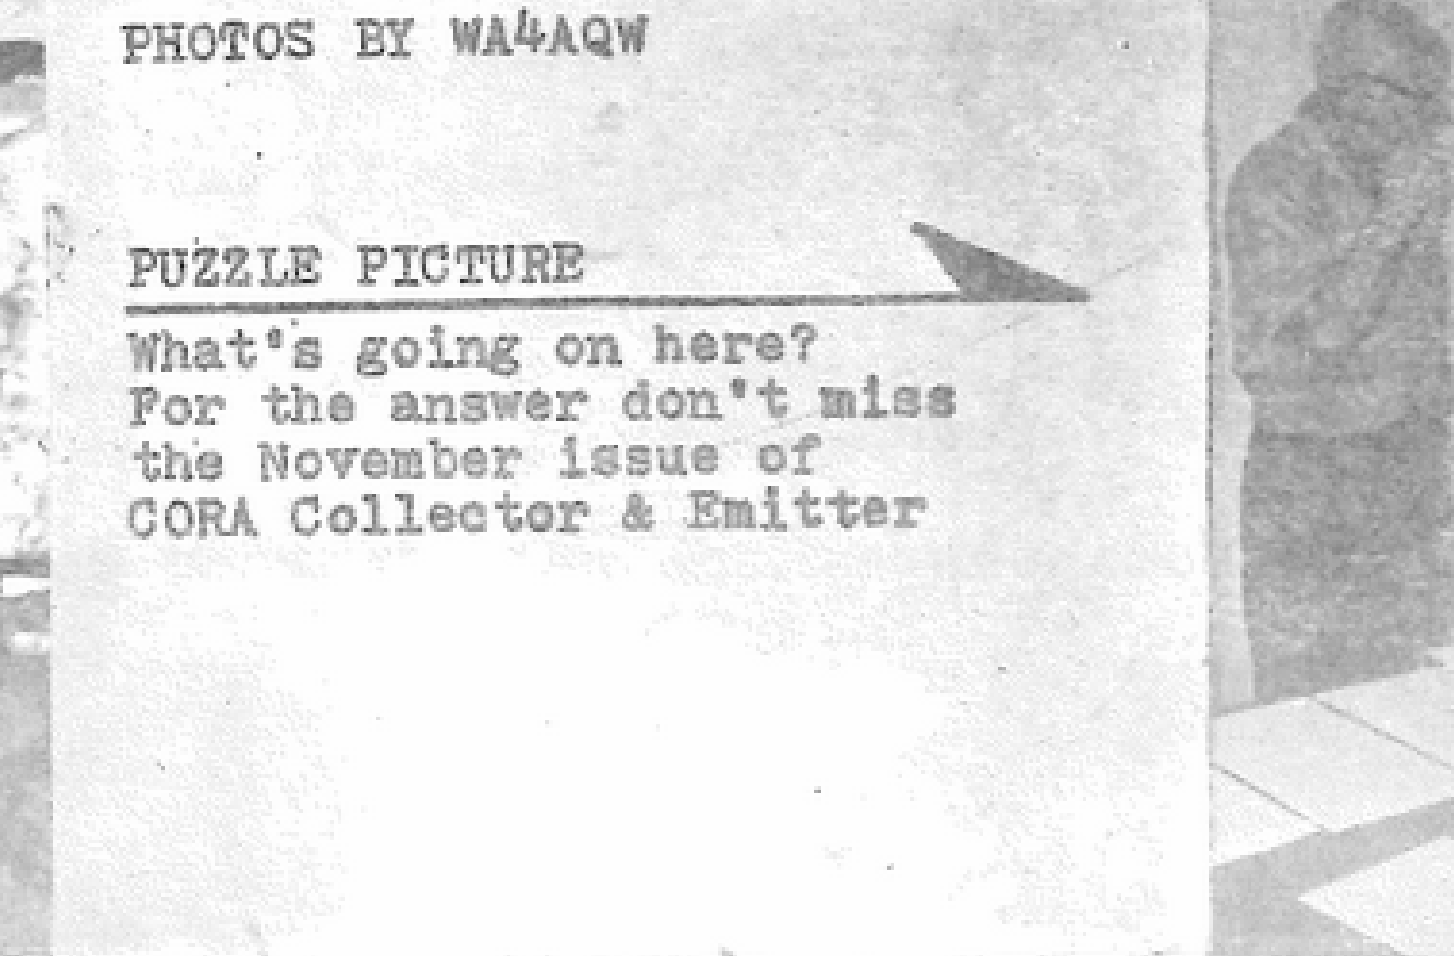 PHOTOS BY WA4AQW
PUZZLE PICTURE
What's going on here?
For the answer don't miss
the November issue of
CORA Collector & Emitter